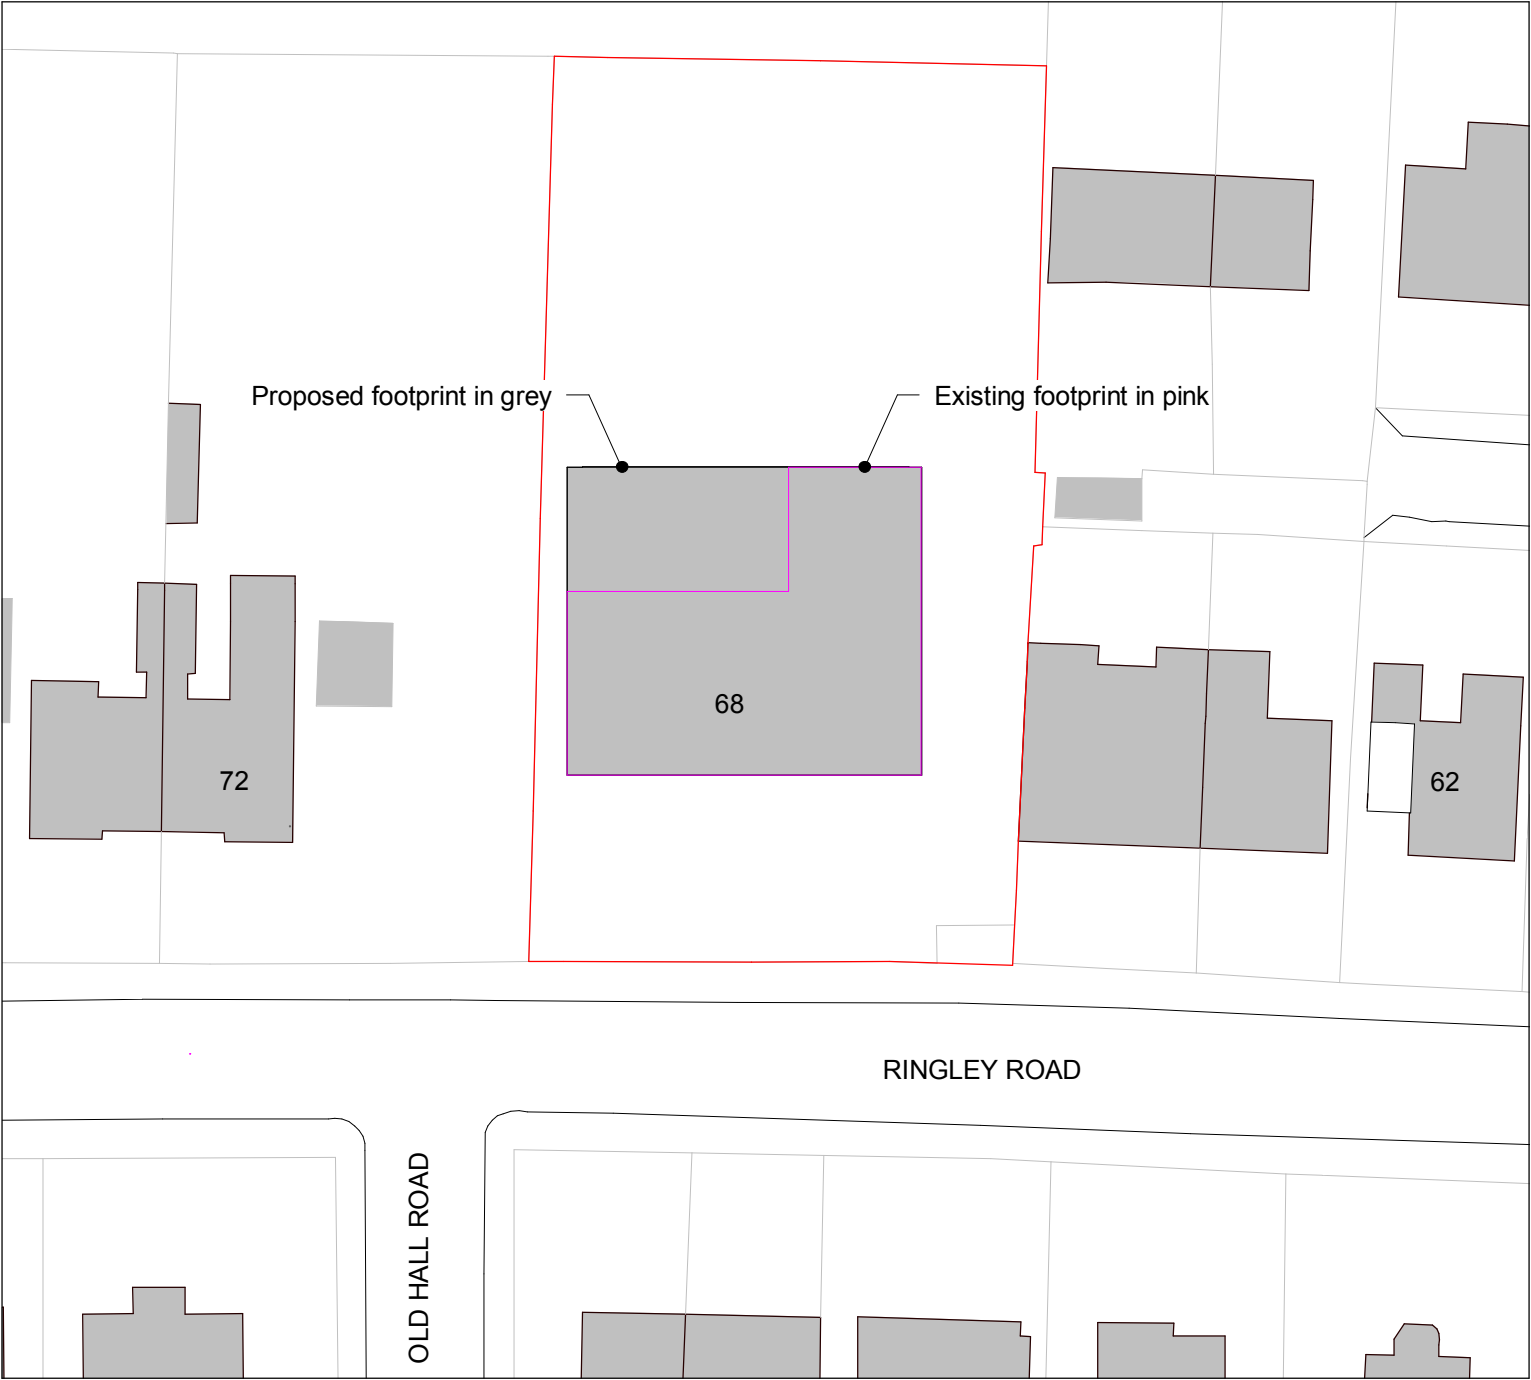 Proposed footprint in grey
Existing footprint in pink
68
72
62
RINGLEY ROAD
OLD HALL ROAD